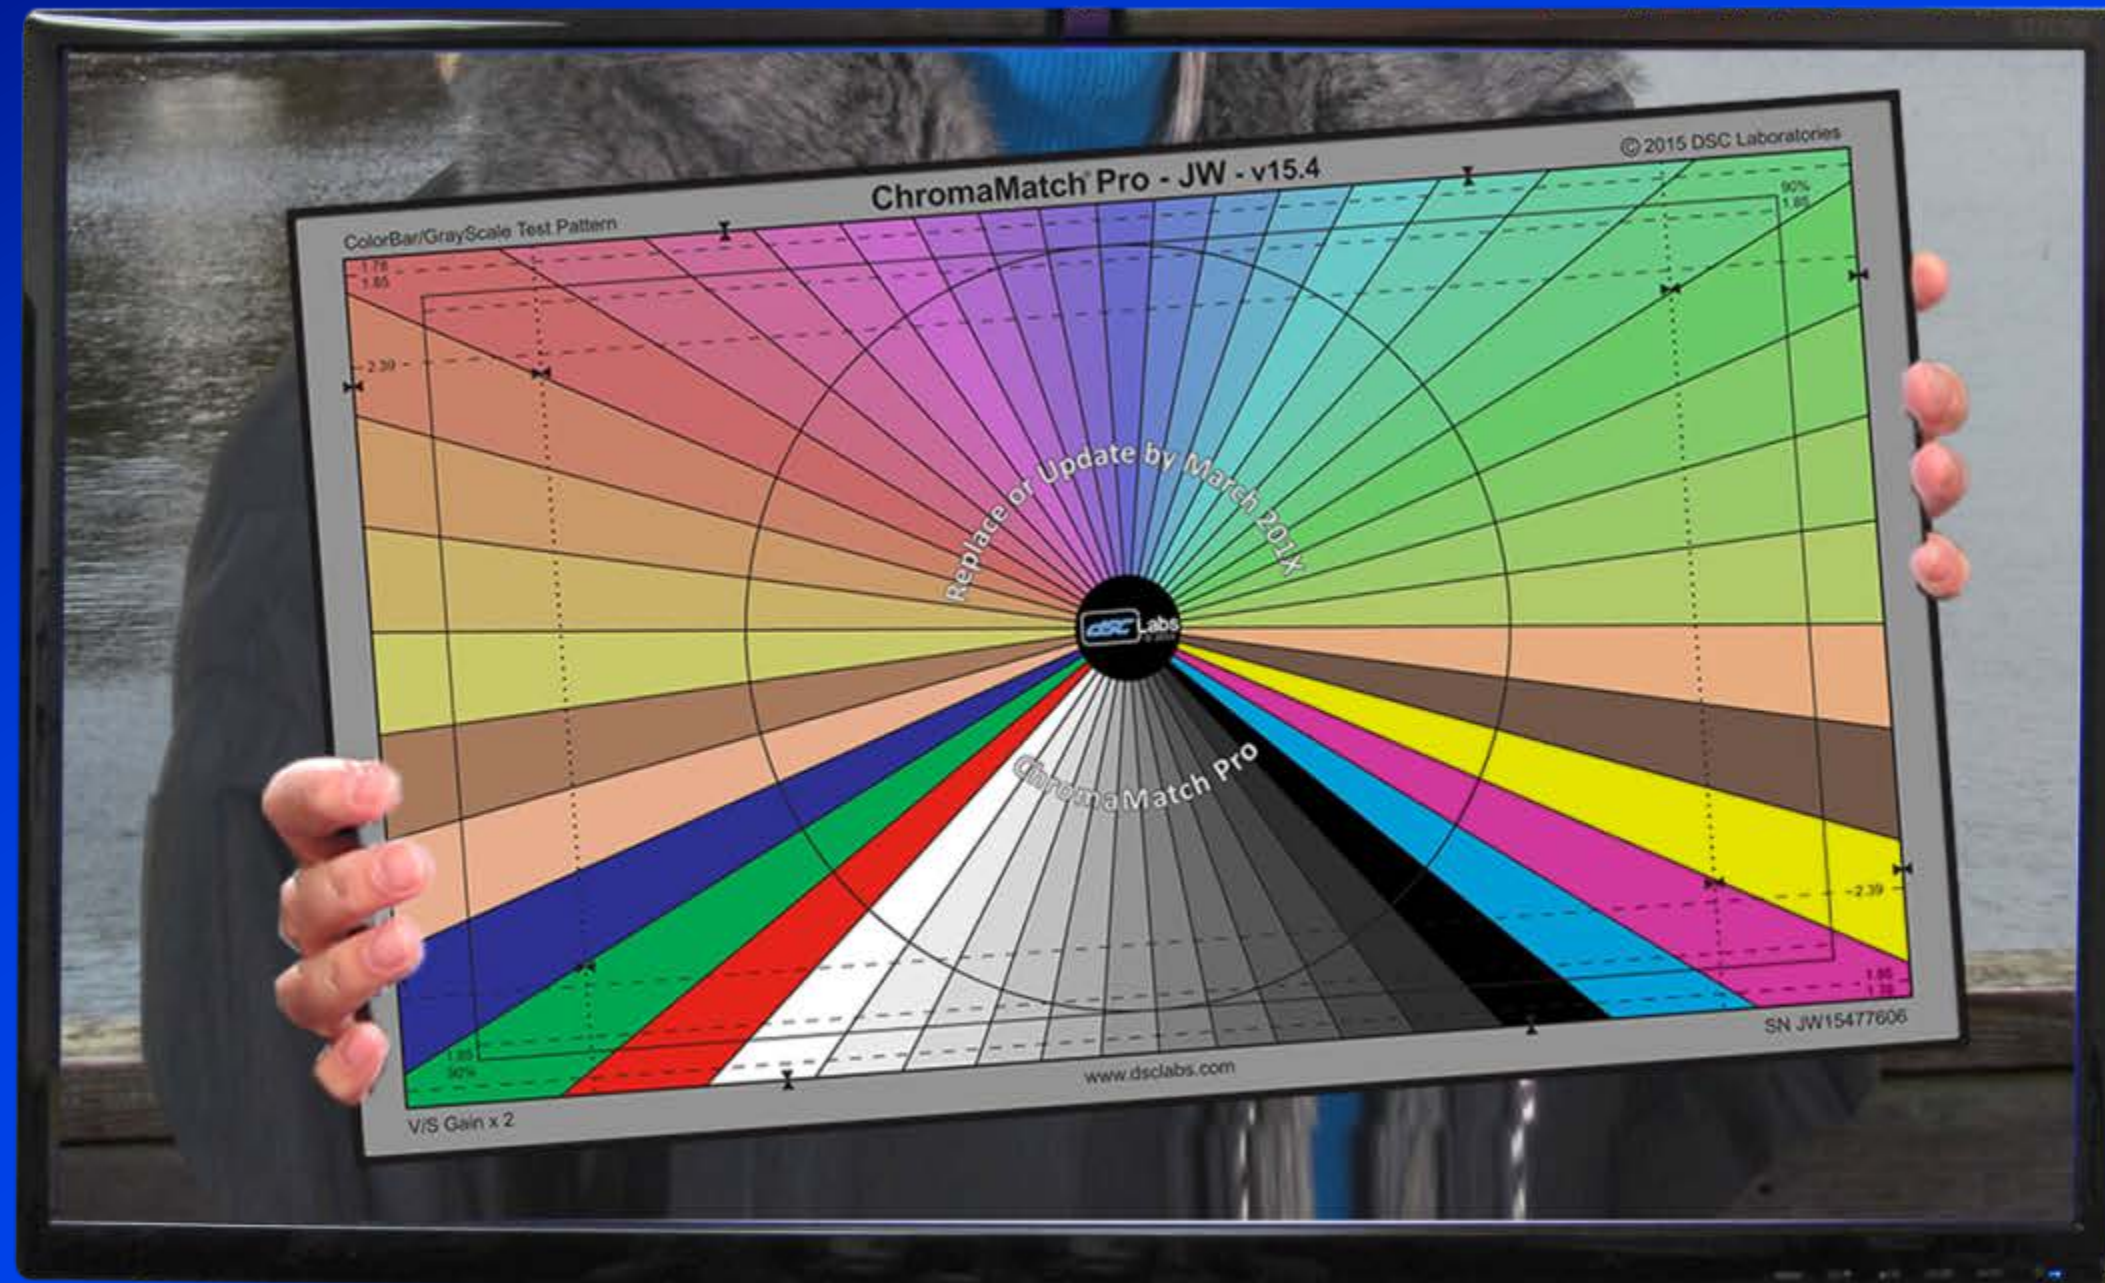 © 2015 DSC Laboratories
ChromaMatch® Pro - JW - v15.4
ColorBar/GrayScale Test Pattern
90%
1.85
1.78
1.85
2.39
Replace or Update by March 201X
dsc Labs
ChromaMatch Pro
2.39
1.85
1.78
1.85
90%
SN JW15477606
www.dsclabs.com
V/S Gain x 2